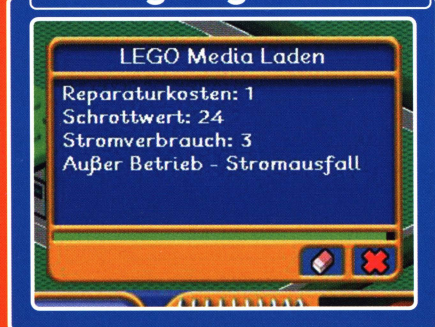 LEGO Media Laden
Reparaturkosten: 1
Schrottwert: 24
Stromverbrauch: 3
Außer Betrieb - Stromausfall